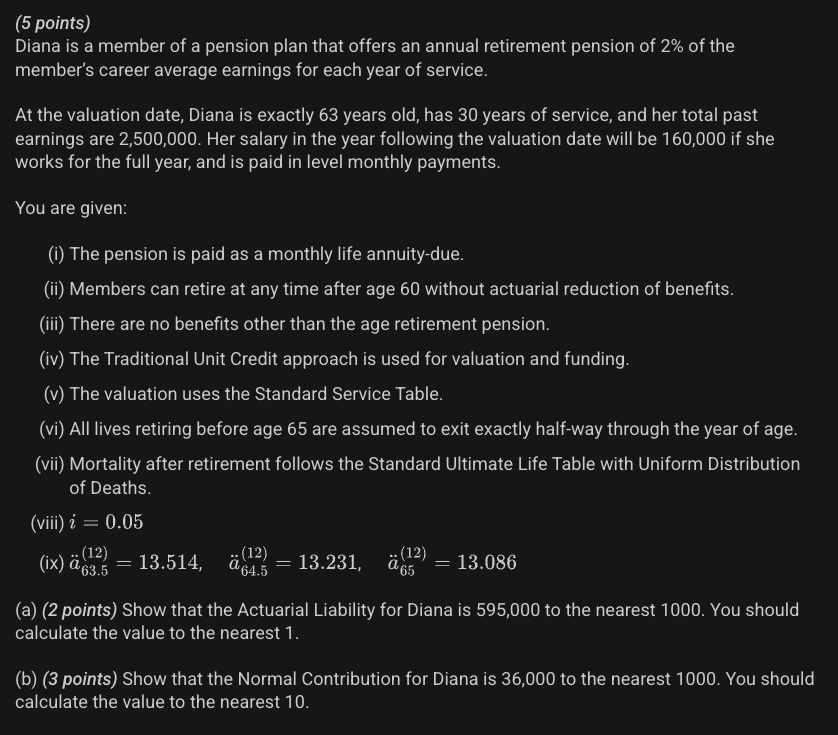 (5 points)
Diana is a member of a pension plan that offers an annual retirement pension of 2% of the
member's career average earnings for each year of service.
At the valuation date, Diana is exactly 63 years old, has 30 years of service, and her total past
earnings are 2,500,000. Her salary in the year following the valuation date will be 160,000 if she
works for the full year, and is paid in level monthly payments.
You are given:
(i) The pension is paid as a monthly life annuity-due.
(ii) Members can retire at any time after age 60 without actuarial reduction of benefits.
(iii) There are no benefits other than the age retirement pension.
(iv) The Traditional Unit Credit approach is used for valuation and funding.
(v) The valuation uses the Standard Service Table.
(vi) All lives retiring before age 65 are assumed to exit exactly half-way through the year of age.
(vii) Mortality after retirement follows the Standard Ultimate Life Table with Uniform Distribution
of Deaths.
(viii) i = 0.05
(ix) ä_{63.5}^{(12)} = 13.514, ä_{64.5}^{(12)} = 13.231, ä_{65}^{(12)} = 13.086
(a) (2 points) Show that the Actuarial Liability for Diana is 595,000 to the nearest 1000. You should
calculate the value to the nearest 1.
(b) (3 points) Show that the Normal Contribution for Diana is 36,000 to the nearest 1000. You should
calculate the value to the nearest 10.